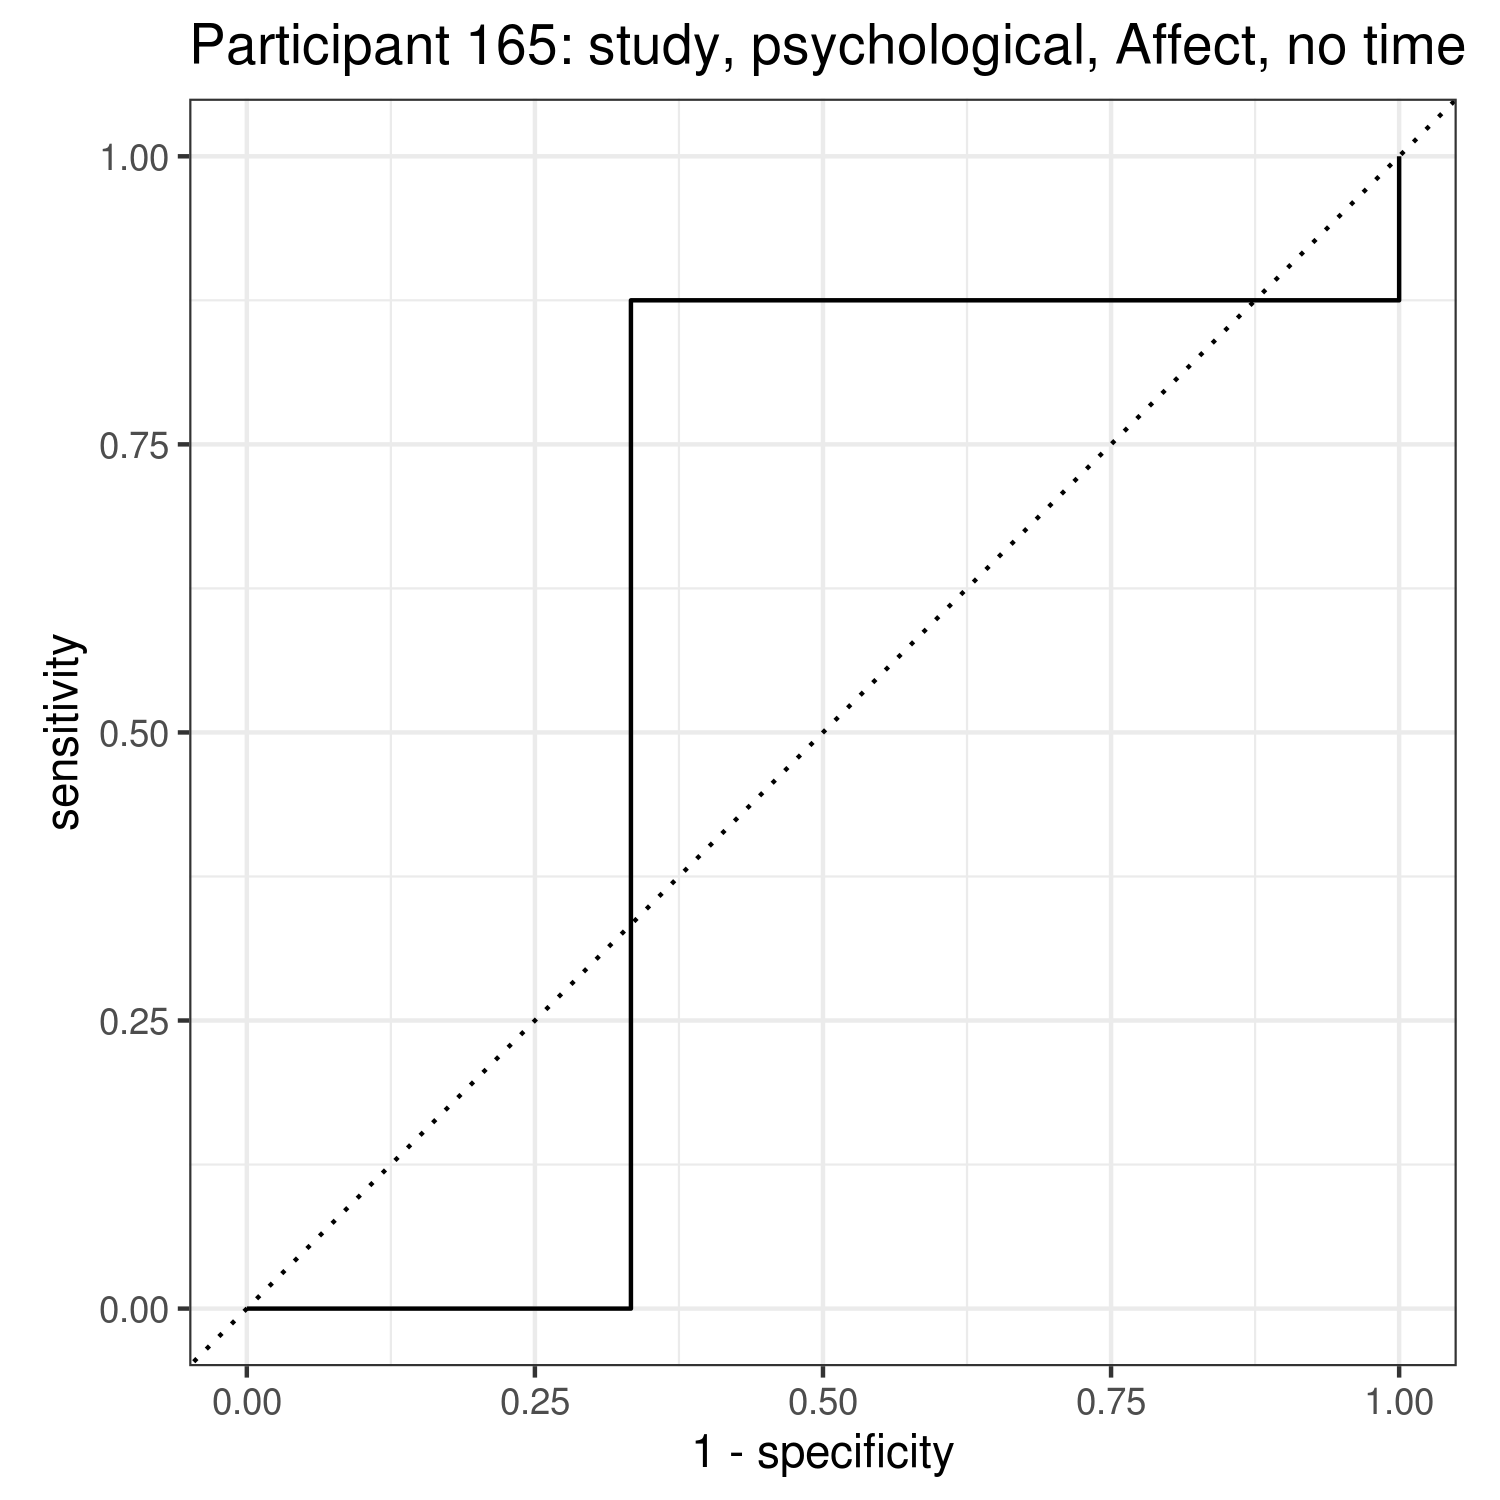 Participant 165: study, psychological, Affect, no time
1.00
0.75
0.50
0.25
0.00
sensitivity
0.00 0.25 0.50 0.75 1.00
1 - specificity